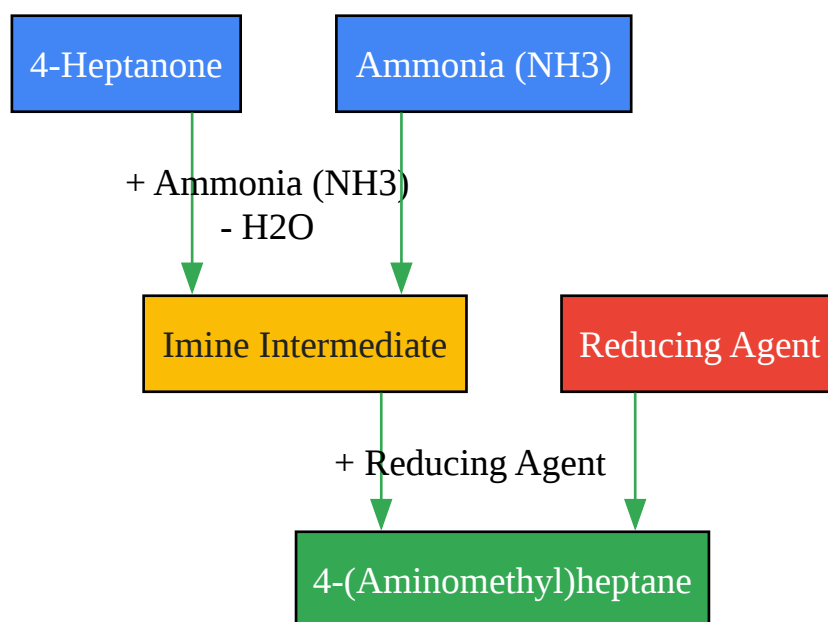 4-Heptanone
Ammonia (NH3)
+ Ammonia (NH3)
- H2O
Imine Intermediate
Reducing Agent
+ Reducing Agent
4-(Aminomethyl)heptane